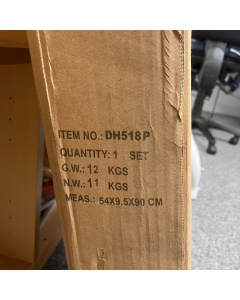 ITEM NO.: DH518P
QUANTITY: 1 SET
G.W.: 12 KGS
N.W.: 11 KGS
MEAS.: 54X9.5X90 CM